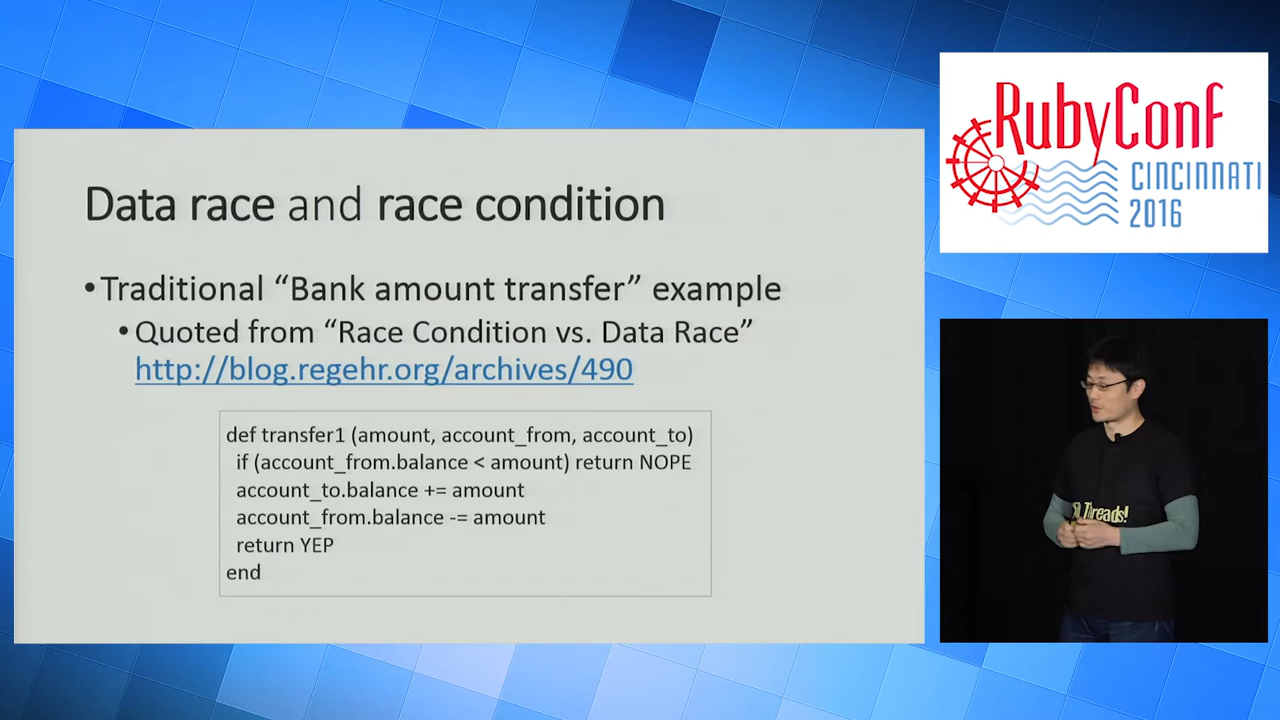 Data race and race condition
•Traditional “Bank amount transfer” example
•Quoted from “Race Condition vs. Data Race”
http://blog.regehr.org/archives/490
def transfer1 (amount, account_from, account_to)
if (account_from.balance < amount) return NOPE
account_to.balance += amount
account_from.balance -= amount
return YEP
end
RubyConf
CINCINNATI
2016
Threads!